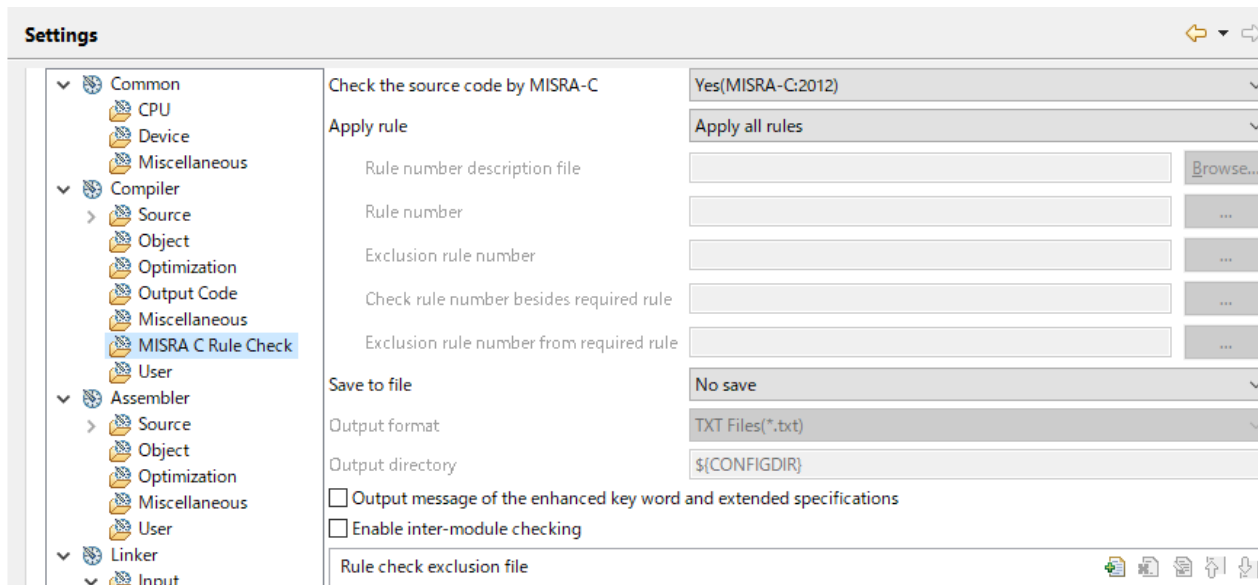 Settings
Common
CPU
Device
Miscellaneous
Compiler
Source
Object
Optimization
Output Code
Miscellaneous
MISRA C Rule Check
User
Assembler
Source
Object
Optimization
Miscellaneous
User
Linker
Input
Check the source code by MISRA-C Yes(MISRA-C:2012)
Apply rule Apply all rules
Rule number description file Browse...
Rule number ...
Exclusion rule number ...
Check rule number besides required rule ...
Exclusion rule number from required rule ...
Save to file No save
Output format TXT Files(*.txt)
Output directory ${CONFIGDIR}
Output message of the enhanced key word and extended specifications
Enable inter-module checking
Rule check exclusion file